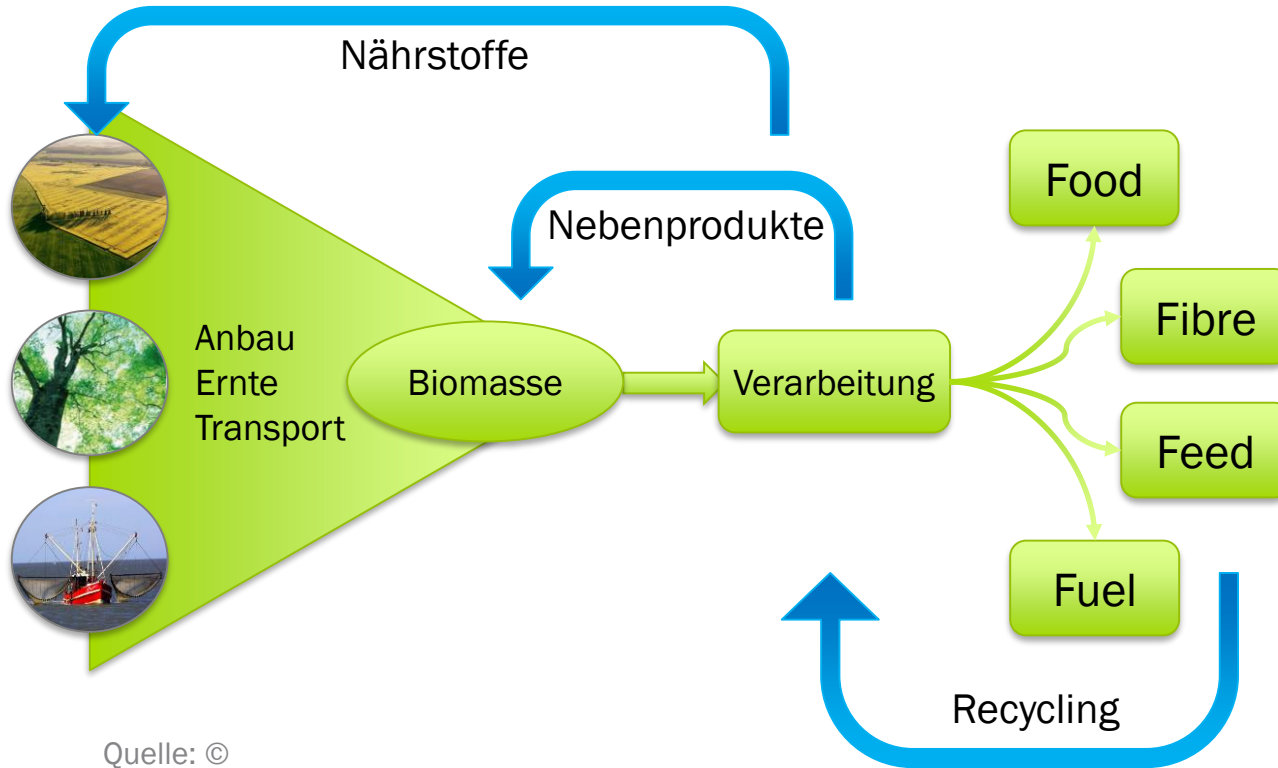 Nährstoffe
Nebenprodukte
Food
Fibre
Anbau
Ernte
Transport
Biomasse
Verarbeitung
Feed
Fuel
Recycling
Quelle: ©